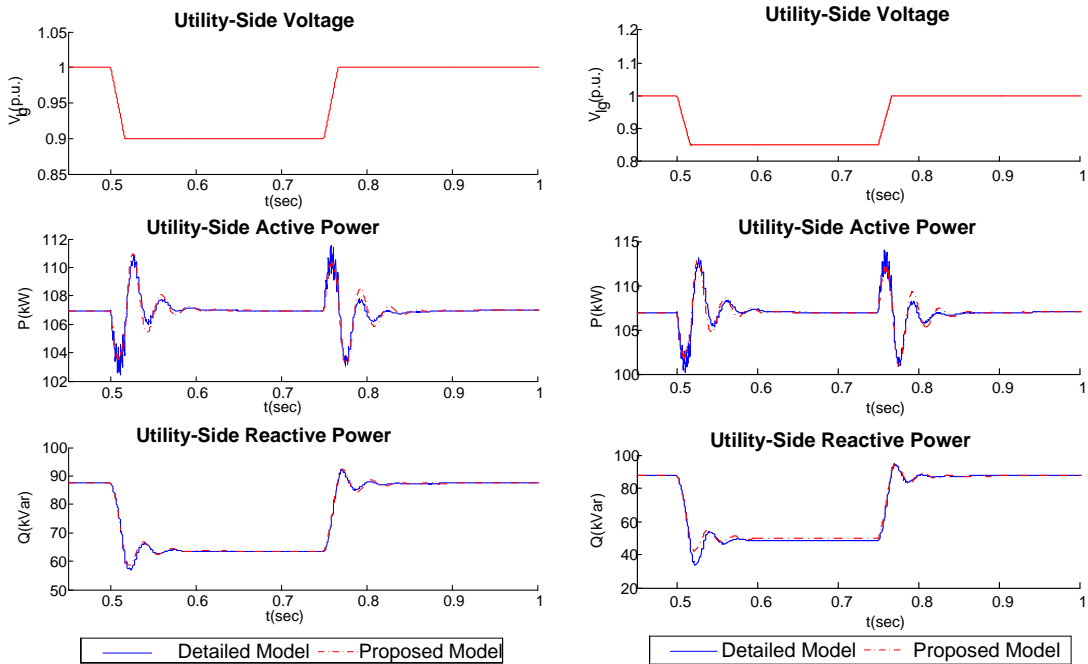 Utility-Side Voltage
1.05
1
0.95
0.9
0.85
V_lg(p.u.)
0.5 0.6 0.7 0.8 0.9 1
t(sec)
Utility-Side Active Power
112
110
108
106
104
102
P(kW)
0.5 0.6 0.7 0.8 0.9 1
t(sec)
Utility-Side Reactive Power
100
90
80
70
60
50
Q(kVar)
0.5 0.6 0.7 0.8 0.9 1
t(sec)
Detailed Model Proposed Model
Utility-Side Voltage
1.2
1.1
1
0.9
0.8
V_lg(p.u.)
0.5 0.6 0.7 0.8 0.9 1
t(sec)
Utility-Side Active Power
115
110
105
100
P(kW)
0.5 0.6 0.7 0.8 0.9 1
t(sec)
Utility-Side Reactive Power
100
80
60
40
20
Q(kVar)
0.5 0.6 0.7 0.8 0.9 1
t(sec)
Detailed Model Proposed Model